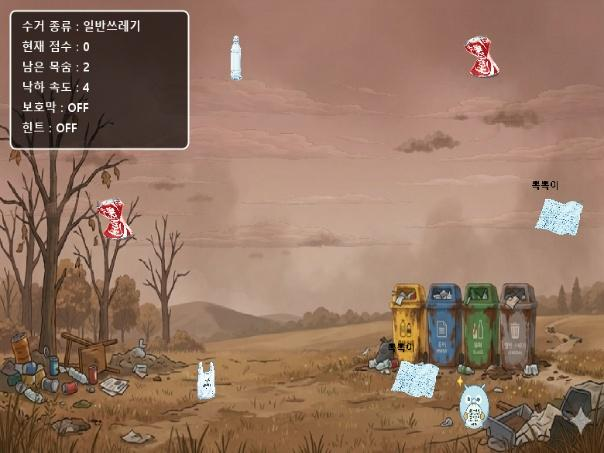 수거 종류 : 일반쓰레기
현재 점수 : 0
남은 목숨 : 2
낙하 속도 : 4
보호막 : OFF
힌트 : OFF
뽁뽁이
뽁뽁이